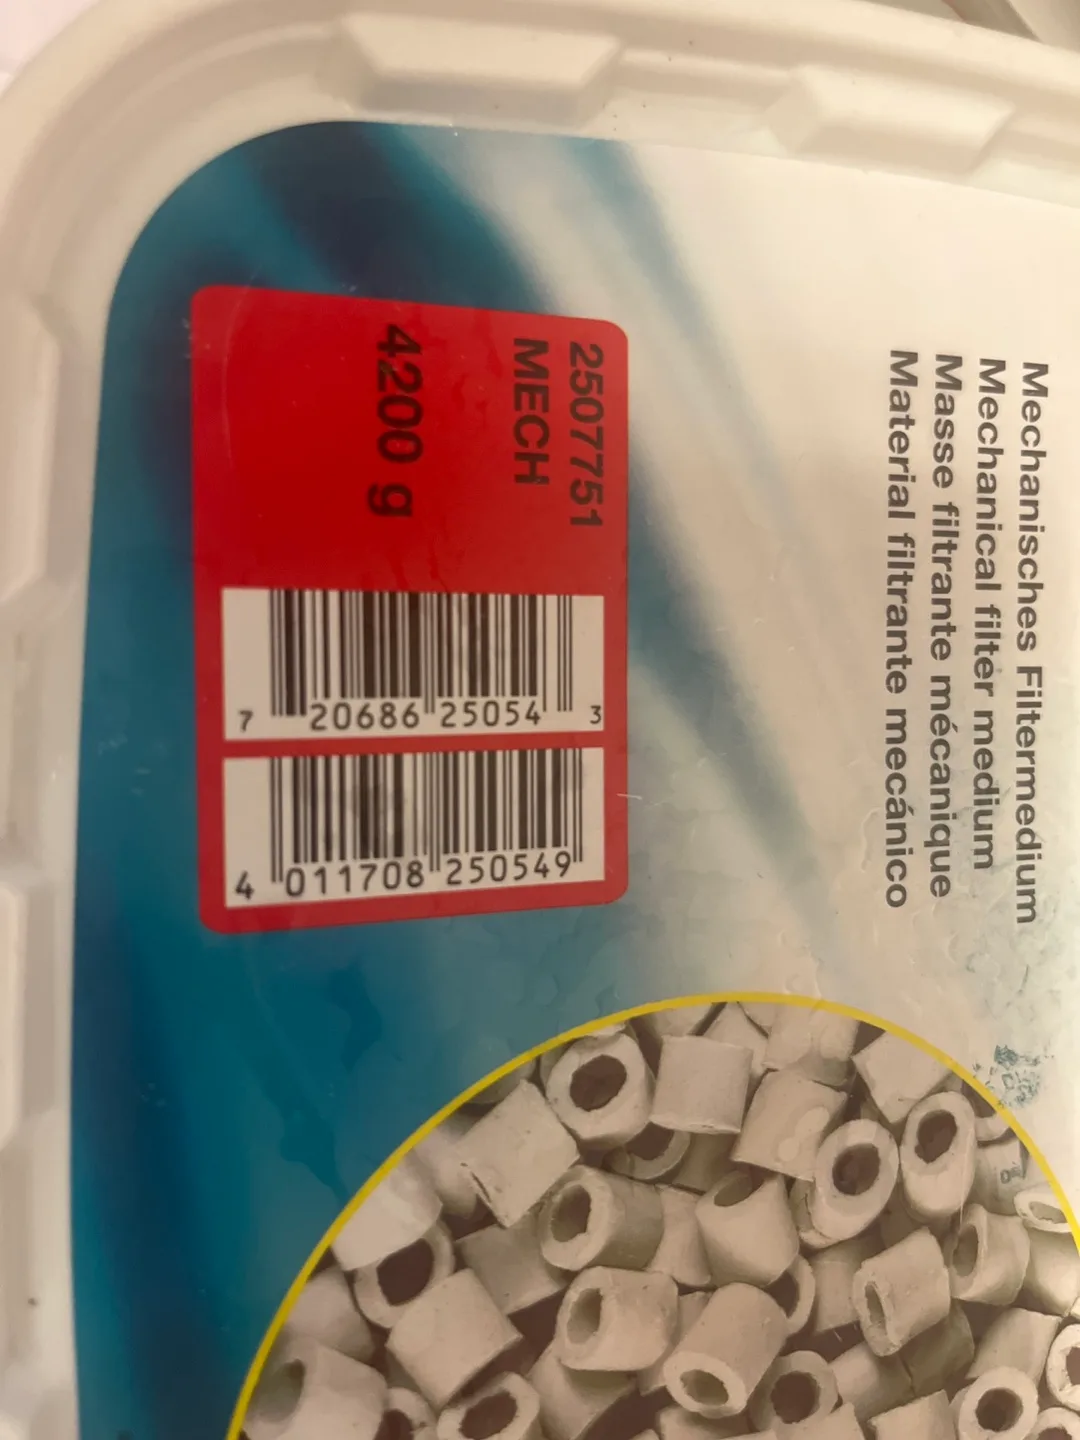 Mechanisches Filtermedium
Mechanical filter medium
Masse filtrante mécanique
Material filtrante mecánico
2507751
MECH
4200 g
7 20686 25054 3
4 011708 250549